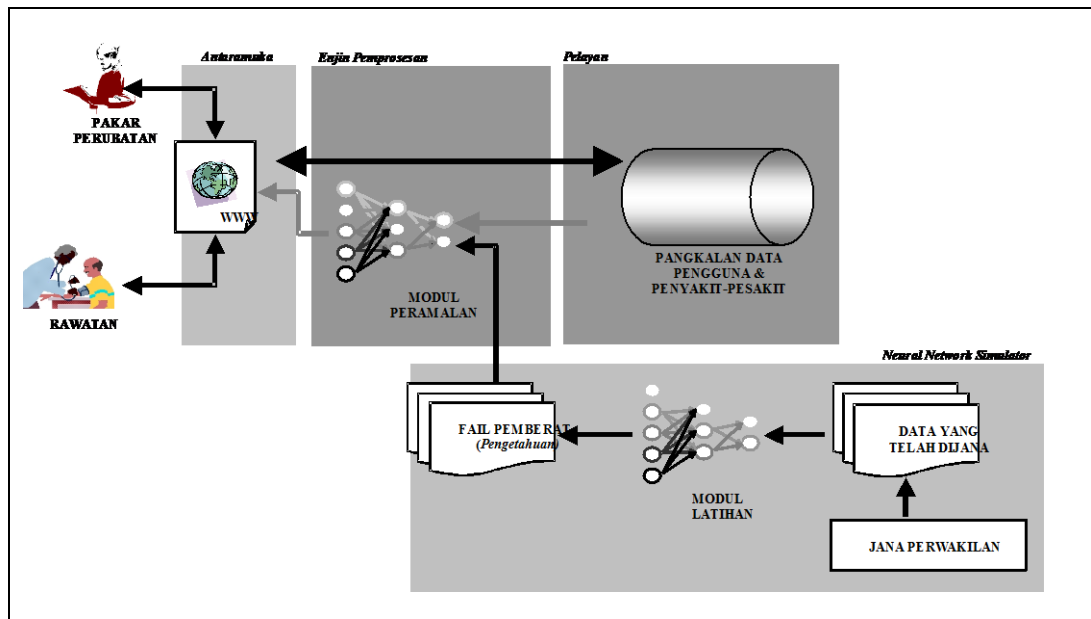 Antaramuka
Enjin Pemprosesan
Pelayan
PAKAR
PERUBATAN
WWW
RAWATAN
MODUL
PERAMALAN
PANGKALAN DATA
PENGGUNA &
PENYAKIT-PESAKIT
Neural Network Simulator
FAIL PEMBERAT
(Pengetahuan)
MODUL
LATIHAN
DATA YANG
TELAH DIJANA
JANA PERWAKILAN